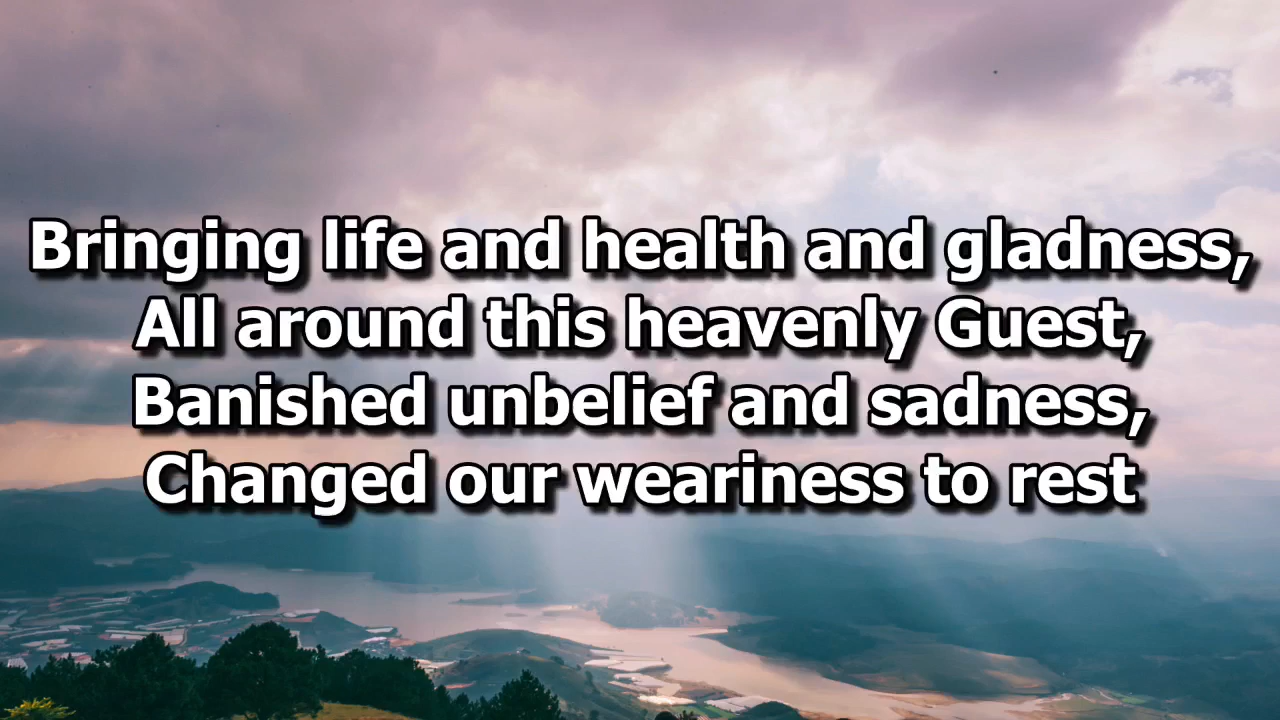 Bringing life and health and gladness,
All around this heavenly Guest,
Banished unbelief and sadness,
Changed our weariness to rest